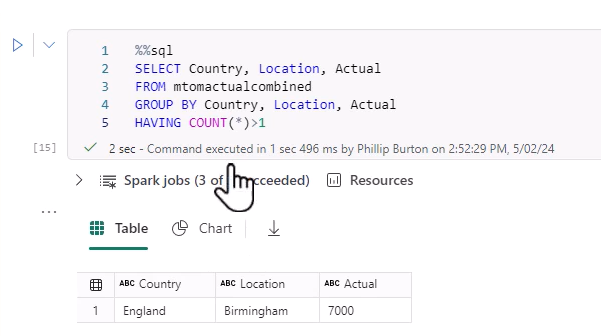 1 %%sql
2 SELECT Country, Location, Actual
3 FROM mtomactualcombined
4 GROUP BY Country, Location, Actual
5 HAVING COUNT(*)>1
[15] 2 sec - Command executed in 1 sec 496 ms by Phillip Burton on 2:52:29 PM, 5/02/24
Spark jobs (3 of Resources
Table Chart
ABC Country ABC Location ABC Actual
1 England Birmingham 7000